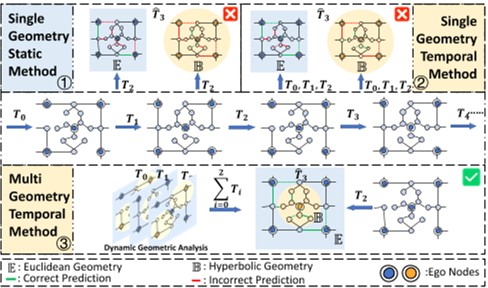 Single Geometry Static Method
①
T̂₃
𝔼
T₂
𝔹
T₂
T̂₃
𝔼
T₀,T₁,T₂
𝔹
T₀,T₁,T₂
Single Geometry Temporal Method
②
T₀
T₁
T₂
T₃
T₄......
Multi Geometry Temporal Method
③
T₀ T₁ T
Dynamic Geometric Analysis
∑²ᵢ₌₀ Tᵢ
T̂₃
𝔹
𝔼
T₂
𝔼 : Euclidean Geometry
𝔹 : Hyperbolic Geometry
:Ego Nodes
—: Correct Prediction
—: Incorrect Prediction